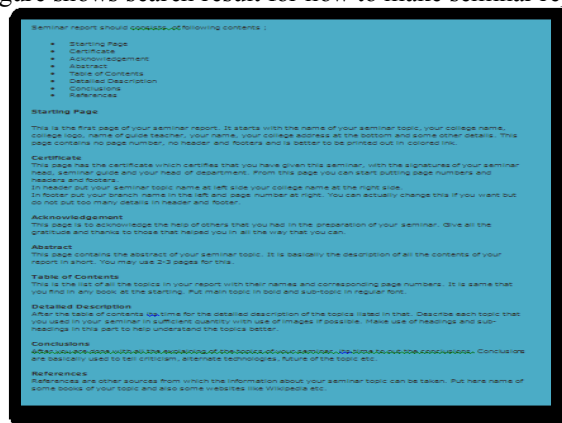 gure shows search result for how to make seminar re
Seminar report should consists of following contents :
• Starting Page
• Certificate
• Acknowledgement
• Abstract
• Table of Contents
• Detailed Description
• Conclusions
• References
Starting Page
This is the first page of your seminar report. It starts with the name of your seminar topic, your college name,
college logo, name of guide teacher, your name, your college address at the bottom and some other details. This
page contains no page number, no header and footers and is better to be printed out in colored ink.
Certificate
This page has the certificate which certifies that you have given this seminar, with the signatures of your seminar
head, seminar guide and your head of department. From this page you can start putting page numbers and
headers and footers.
In header put your seminar topic name at left side your collage name at the right side.
In footer put your branch name in the left and page number at right. You can actually change this if you want but
do not put too many details in header and footer.
Acknowledgement
This page is to acknowledge the help of others that you had in the preparation of your seminar. Give all the
gratitude and thanks to those that helped you in all the way that you can.
Abstract
This page contains the abstract of your seminar topic. It is basically the description of all the contents of your
report in short. You may use 2-3 pages for this.
Table of Contents
This is the list of all the topics in your report with their names and corresponding page numbers. It is same that
you find in any book at the starting. Put main topic in bold and sub-topic in regular font.
Detailed Description
After the table of contents its time for the detailed description of the topics listed in that. Describe each topic that
you used in your seminar in sufficient quantity with use of images if possible. Make use of headings and sub-
headings in this part to help understand the topics better.
Conclusions
After you are done with all the explaining of the topics of your seminar, its time to put the conclusions. Conclusions
are basically used to tell criticism, alternate technologies, future of the topic etc.
References
References are other sources from which the information about your seminar topic can be taken. Put here name of
some books of your topic and also some websites like Wikipedia etc.